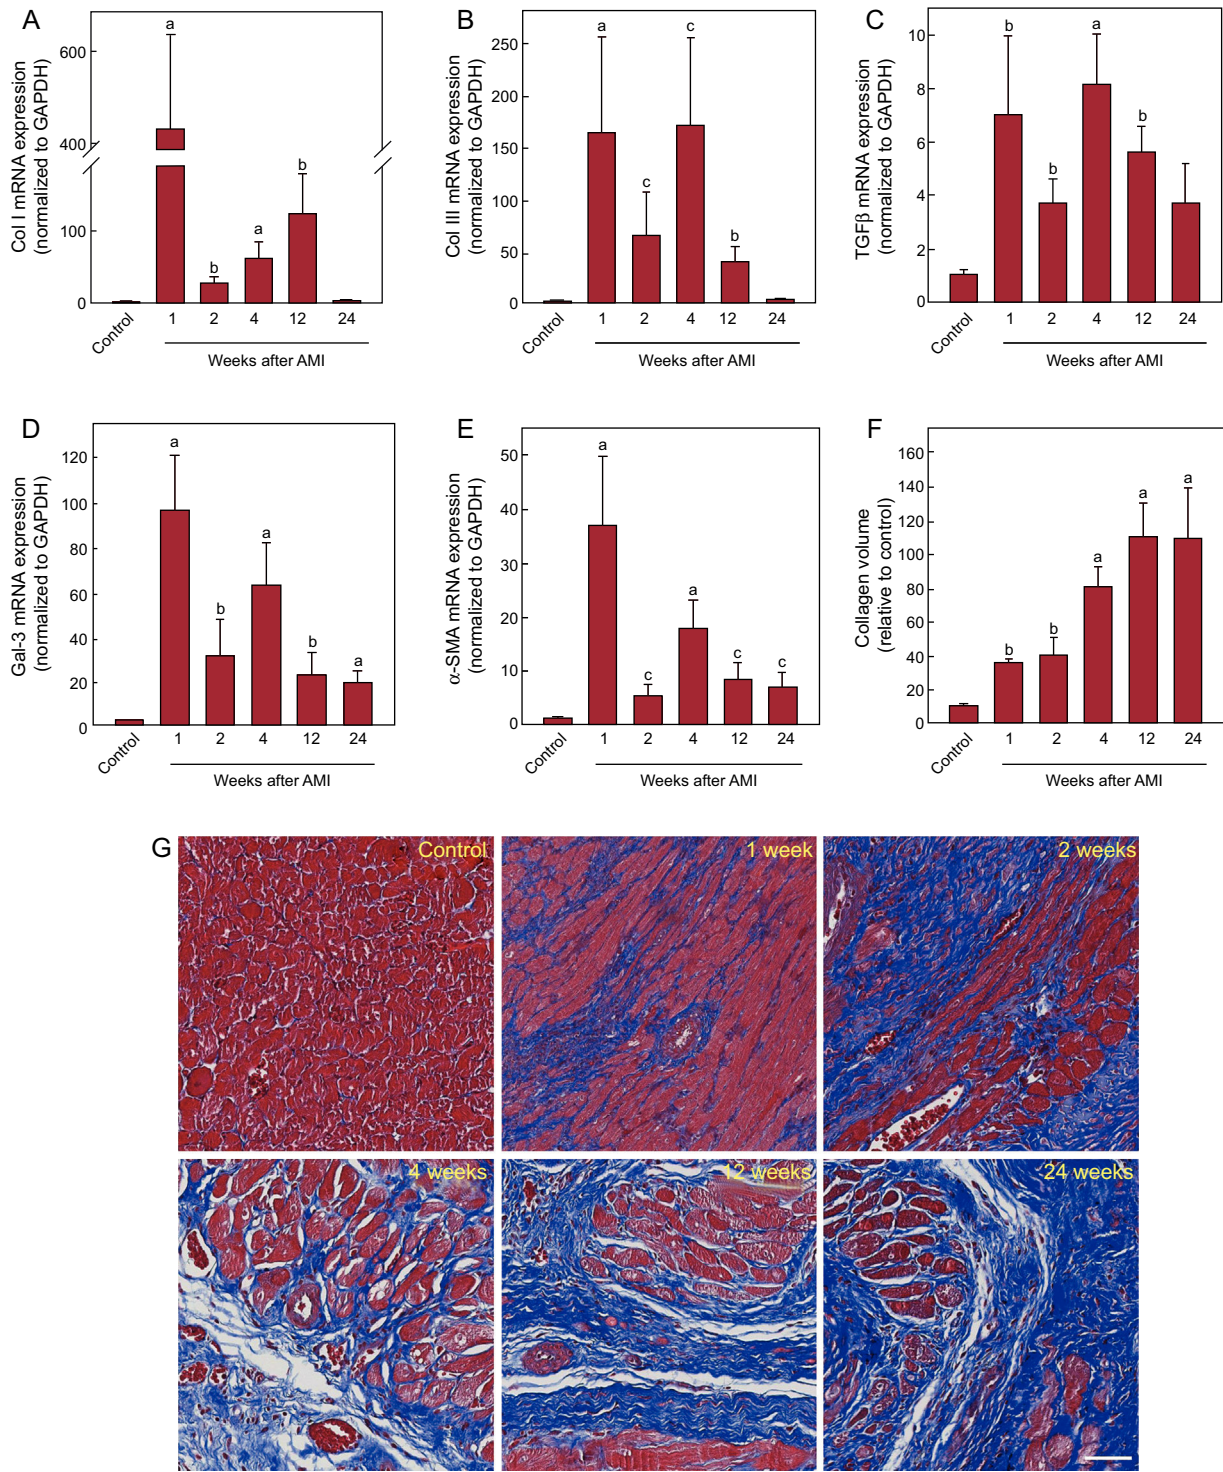 A
Col I mRNA expression
(normalized to GAPDH)
600
400
100
0
a
b
a
b
Control
1
2
4
12
24
Weeks after AMI
B
Col III mRNA expression
(normalized to GAPDH)
250
200
150
100
50
0
a
c
c
b
Control
1
2
4
12
24
Weeks after AMI
C
TGFβ mRNA expression
(normalized to GAPDH)
10
8
6
4
2
0
b
b
a
b
Control
1
2
4
12
24
Weeks after AMI
D
Gal-3 mRNA expression
(normalized to GAPDH)
120
100
80
60
40
20
0
a
b
a
b
a
Control
1
2
4
12
24
Weeks after AMI
E
α-SMA mRNA expression
(normalized to GAPDH)
50
40
30
20
10
0
a
c
a
c
c
Control
1
2
4
12
24
Weeks after AMI
F
Collagen volume
(relative to control)
160
140
120
100
80
60
40
20
0
b
b
a
a
a
Control
1
2
4
12
24
Weeks after AMI
G
Control
1 week
2 weeks
4 weeks
12 weeks
24 weeks